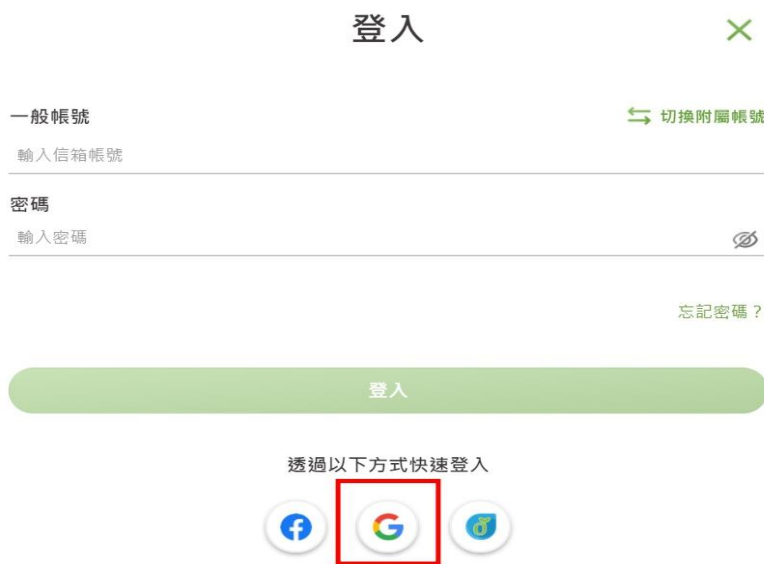 登入
一般帳號
切換附屬帳號
輸入信箱帳號
密碼
輸入密碼
忘記密碼？
登入
透過以下方式快速登入